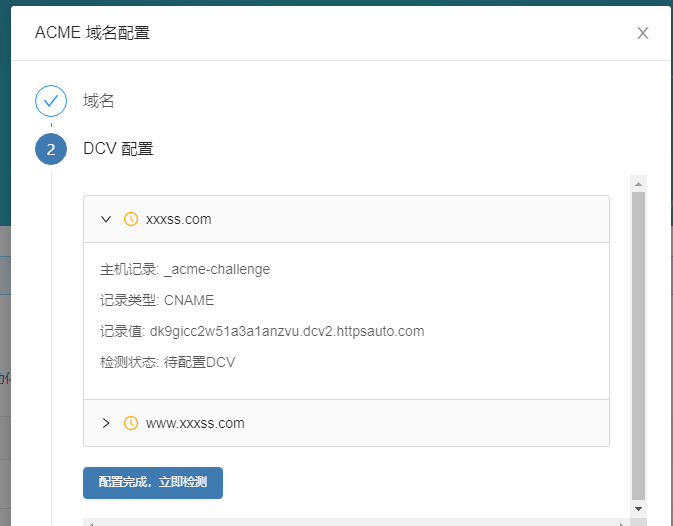 ACME 域名配置
域名
2 DCV 配置
xxxss.com
主机记录: _acme-challenge
记录类型: CNAME
记录值: dk9gicc2w51a3a1anzvu.dcv2.httpsauto.com
检测状态: 待配置DCV
www.xxxss.com
配置完成，立即检测